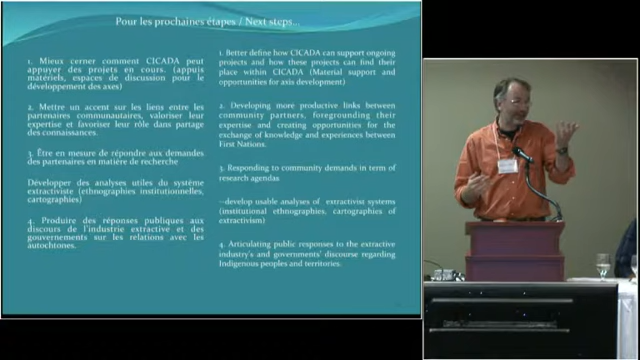 Pour les prochaines étapes / Next steps...
1. Mieux cerner comment CICADA peut
appuyer des projets en cours. (appuis
matériels, espaces de discussion pour le
développement des axes)
2. Mettre un accent sur les liens entre les
partenaires communautaires, valoriser leur
expertise et favoriser leur rôle dans partage
des connaissances.
3. Être en mesure de répondre aux demandes
des partenaires en matière de recherche
Développer des analyses utiles du système
extractiviste (ethnographies institutionnelles,
cartographies)
4. Produire des réponses publiques aux
discours de l'industrie extractive et des
gouvernements sur les relations avec les
autochtones.
1. Better define how CICADA can support ongoing
projects and how these projects can find their
place within CICADA (Material support and
opportunities for axis development)
2. Developing more productive links between
community partners, foregrounding their
expertise and creating opportunities for the
exchange of knowledge and experiences between
First Nations.
3. Responding to community demands in term of
research agendas
--develop usable analyses of extractivist systems
(institutional ethnographies, cartographies of
extractivism)
4. Articulating public responses to the extractive
industry's and governments' discourse regarding
Indigenous peoples and territories.